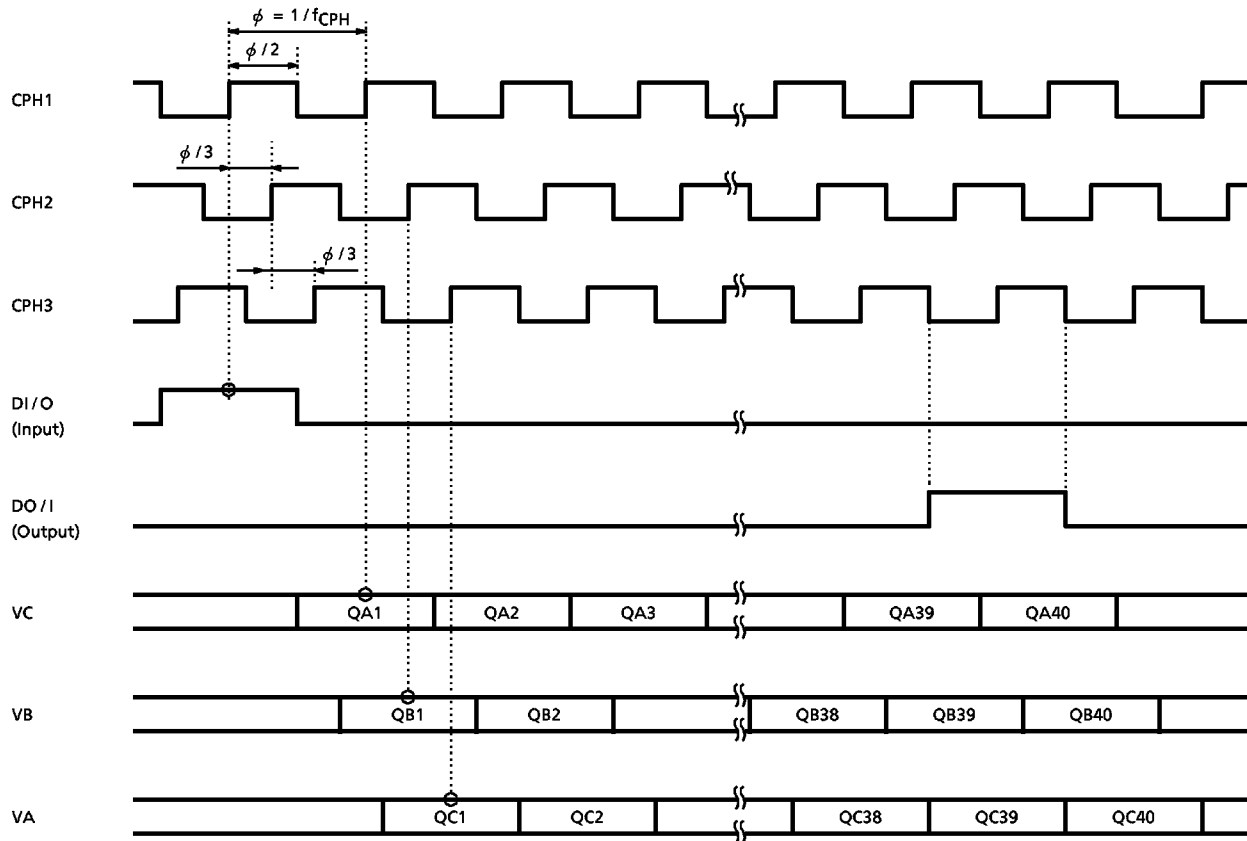 ϕ = 1/fCPH
ϕ/2
CPH1
ϕ/3
CPH2
ϕ/3
CPH3
DI/O
(Input)
DO/I
(Output)
VC QA1 QA2 QA3 QA39 QA40
VB QB1 QB2 QB38 QB39 QB40
VA QC1 QC2 QC38 QC39 QC40